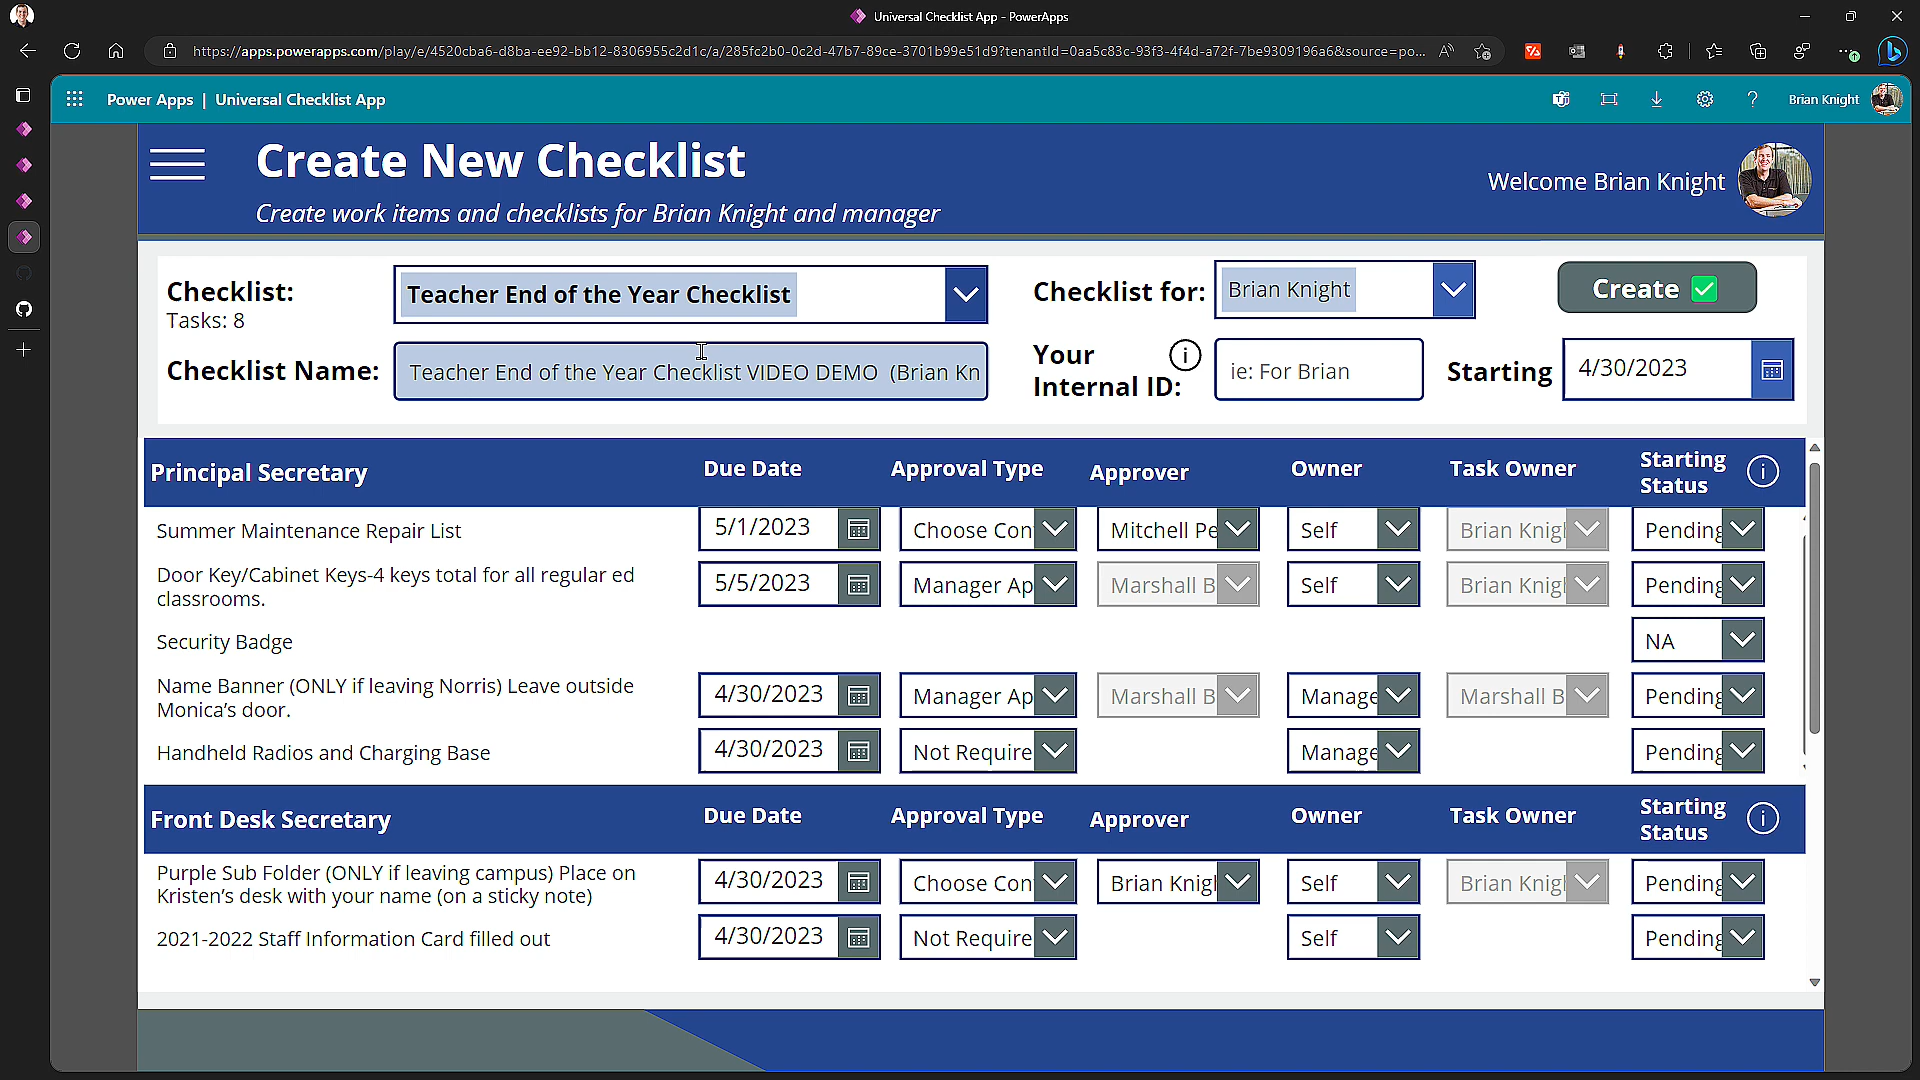 Universal Checklist App - PowerApps
https://apps.powerapps.com/play/e/4520cba6-d8ba-ee92-bb12-8306955c2d1c/a/285fc2b0-0c2d-47b7-89ce-3701b99e51d9?tenantId=0aa5c83c-93f3-4f4d-a72f-7be9309196a6&source=po...
Power Apps | Universal Checklist App
Brian Knight
Create New Checklist
Create work items and checklists for Brian Knight and manager
Welcome Brian Knight
Checklist: Teacher End of the Year Checklist Checklist for: Brian Knight Create
Tasks: 8
Checklist Name: Teacher End of the Year Checklist VIDEO DEMO (Brian Kn
Your
Internal ID: ie: For Brian Starting 4/30/2023
Principal Secretary Due Date Approval Type Approver Owner Task Owner Starting
Status
Summer Maintenance Repair List 5/1/2023 Choose Con Mitchell Pe Self Brian Knigh Pending
Door Key/Cabinet Keys-4 keys total for all regular ed 5/5/2023 Manager Ap Marshall B Self Brian Knigh Pending
classrooms.
Security Badge NA
Name Banner (ONLY if leaving Norris) Leave outside 4/30/2023 Manager Ap Marshall B Manage Marshall B Pending
Monica's door.
Handheld Radios and Charging Base 4/30/2023 Not Require Manage Pending
Front Desk Secretary Due Date Approval Type Approver Owner Task Owner Starting
Status
Purple Sub Folder (ONLY if leaving campus) Place on 4/30/2023 Choose Con Brian Knigh Self Brian Knigh Pending
Kristen's desk with your name (on a sticky note)
2021-2022 Staff Information Card filled out 4/30/2023 Not Require Self Pending